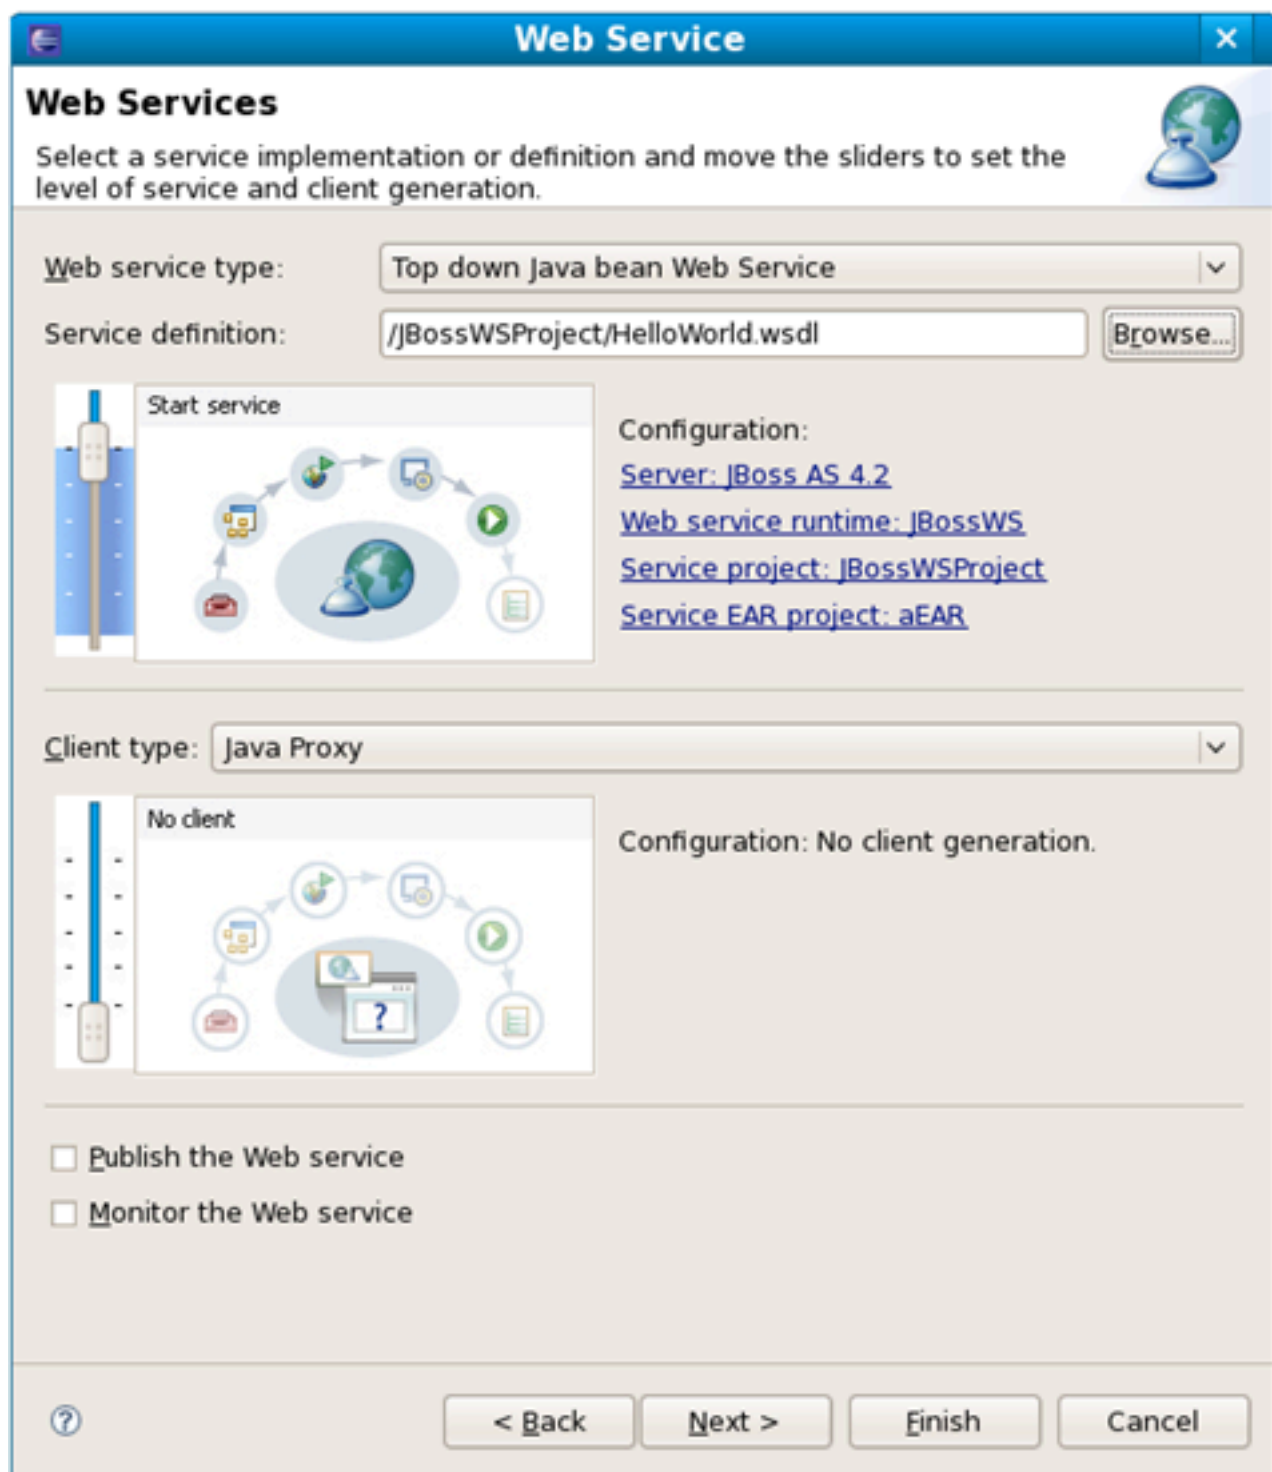 Web Service
Web Services
Select a service implementation or definition and move the sliders to set the
level of service and client generation.
Web service type: Top down Java bean Web Service
Service definition: /JBossWSProject/HelloWorld.wsdl Browse...
Start service
Configuration:
Server: JBoss AS 4.2
Web service runtime: JBossWS
Service project: JBossWSProject
Service EAR project: aEAR
Client type: Java Proxy
No client
Configuration: No client generation.
?
Publish the Web service
Monitor the Web service
? < Back Next > Finish Cancel